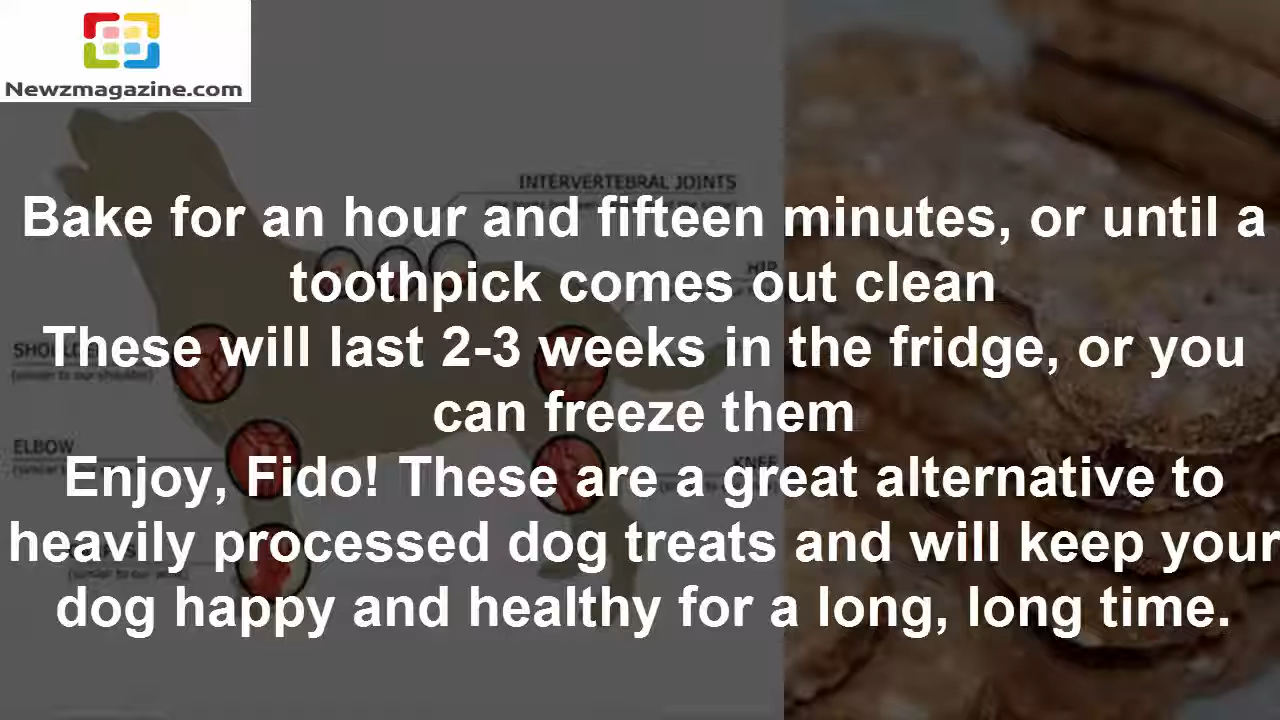 Newzmagazine.com
INTERVERTEBRAL JOINTS
Bake for an hour and fifteen minutes, or until a
toothpick comes out clean
HIP
These will last 2-3 weeks in the fridge, or you
can freeze them
ELBOW
KNEE
Enjoy, Fido! These are a great alternative to
heavily processed dog treats and will keep your
dog happy and healthy for a long, long time.